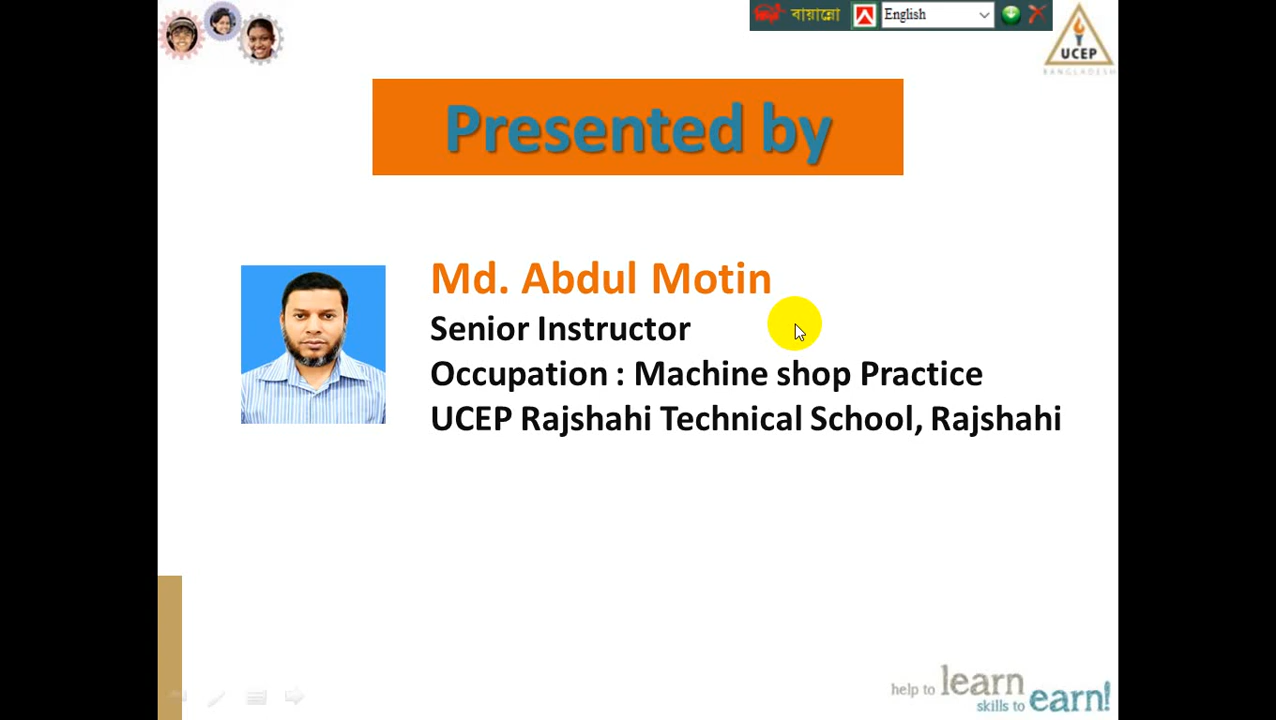 বায়ান্নো
English
UCEP
BANGLADESH
Presented by
Md. Abdul Motin
Senior Instructor
Occupation : Machine shop Practice
UCEP Rajshahi Technical School, Rajshahi
help to learn
skills to earn!